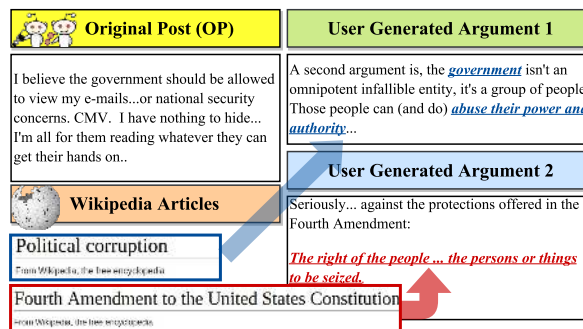 Original Post (OP)
I believe the government should be allowed
to view my e-mails...or national security
concerns. CMV. I have nothing to hide...
I'm all for them reading whatever they can
get their hands on..
Wikipedia Articles
Political corruption
From Wikipedia, the free encyclopedia
Fourth Amendment to the United States Constitution
From Wikipedia, the free encyclopedia
User Generated Argument 1
A second argument is, the government isn't an
omnipotent infallible entity, it's a group of people
Those people can (and do) abuse their power and
authority...
User Generated Argument 2
Seriously... against the protections offered in the
Fourth Amendment:
The right of the people ... the persons or things
to be seized.